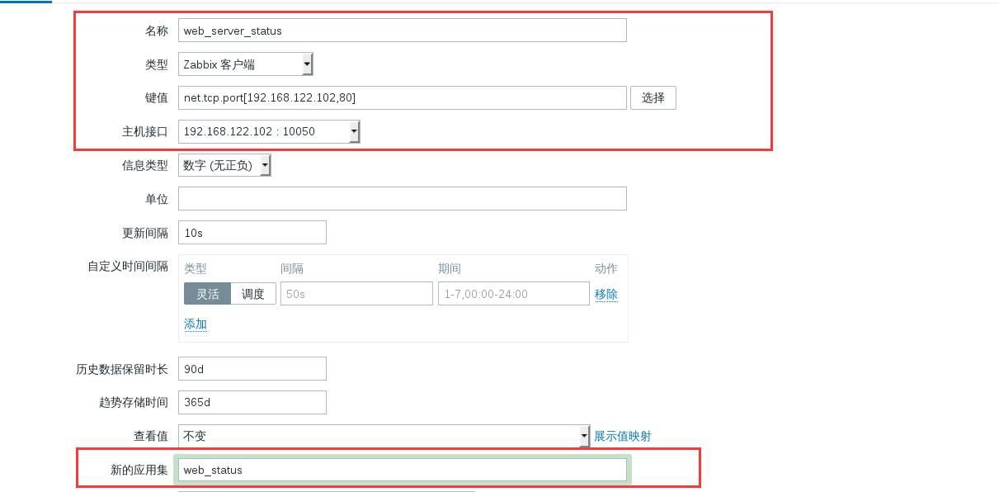 名称 web_server_status
类型 Zabbix 客户端
键值 net.tcp.port[192.168.122.102,80] 选择
主机接口 192.168.122.102 : 10050
信息类型 数字 (无正负)
单位
更新间隔 10s
自定义时间间隔 类型 间隔 期间 动作
灵活 调度 50s 1-7,00:00-24:00 移除
添加
历史数据保留时长 90d
趋势存储时间 365d
查看值 不变 展示值映射
新的应用集 web_status